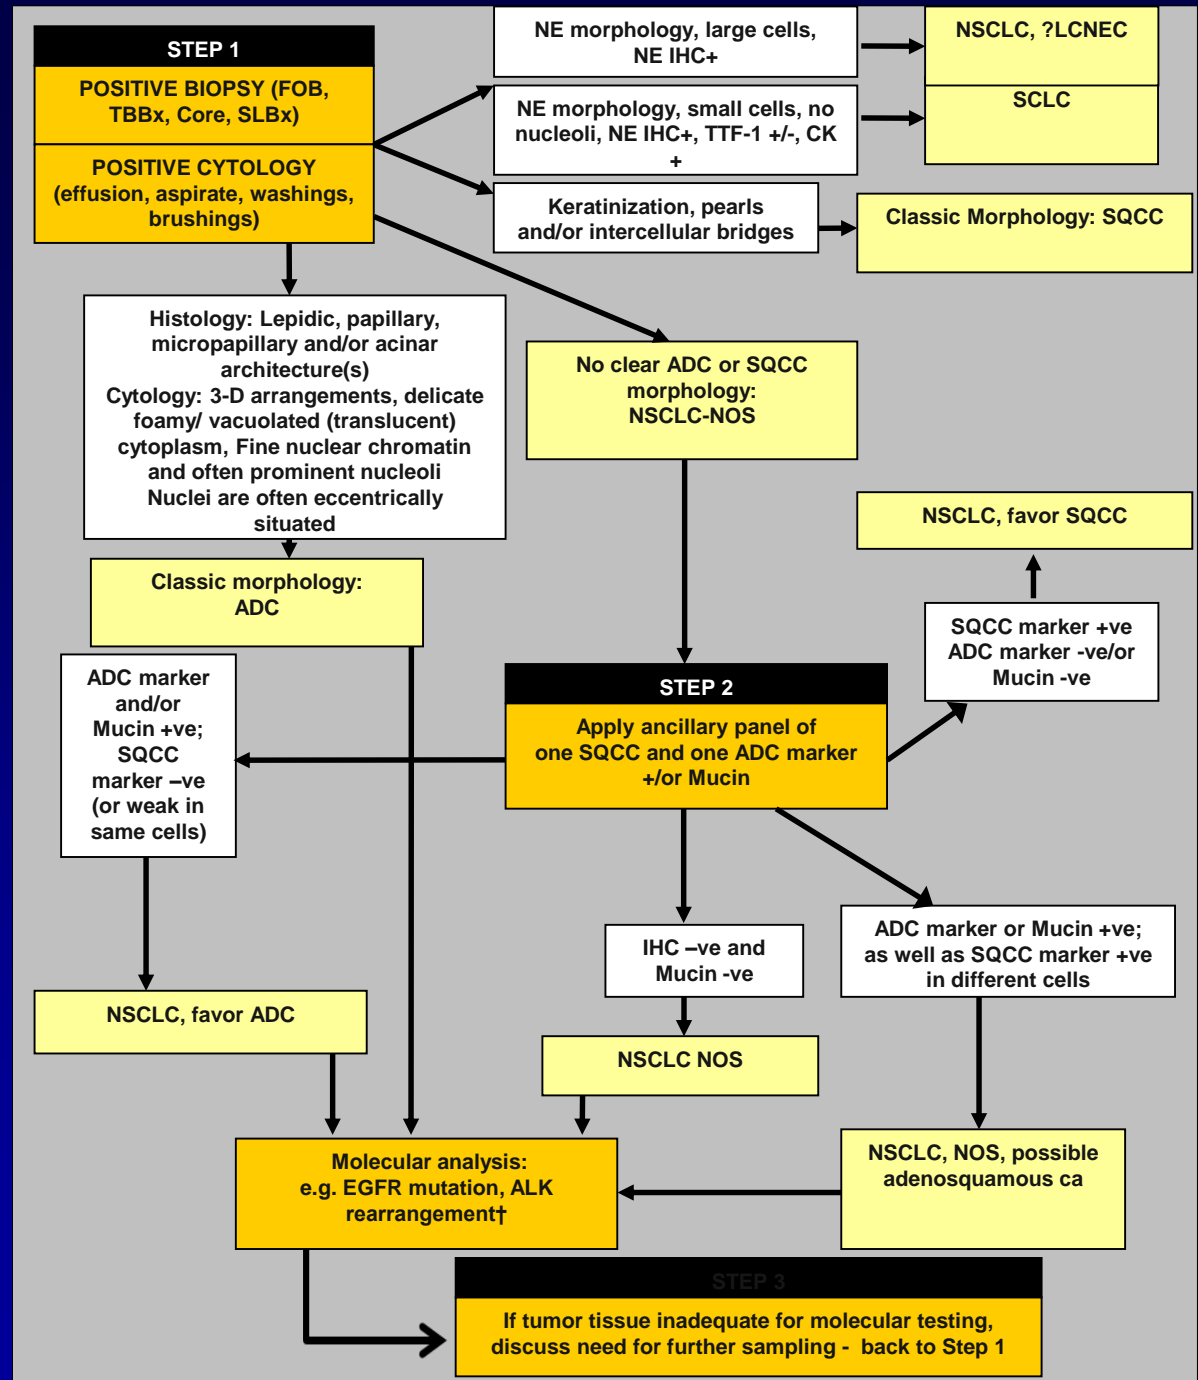 STEP 1
POSITIVE BIOPSY (FOB,
TBBx, Core, SLBx)
POSITIVE CYTOLOGY
(effusion, aspirate, washings,
brushings)
NE morphology, large cells,
NE IHC+
NSCLC, ?LCNEC
NE morphology, small cells, no
nucleoli, NE IHC+, TTF-1 +/-, CK
+
SCLC
Keratinization, pearls
and/or intercellular bridges
Classic Morphology: SQCC
Histology: Lepidic, papillary,
micropapillary and/or acinar
architecture(s)
Cytology: 3-D arrangements, delicate
foamy/ vacuolated (translucent)
cytoplasm, Fine nuclear chromatin
and often prominent nucleoli
Nuclei are often eccentrically
situated
No clear ADC or SQCC
morphology:
NSCLC-NOS
Classic morphology:
ADC
NSCLC, favor SQCC
SQCC marker +ve
ADC marker -ve/or
Mucin -ve
STEP 2
Apply ancillary panel of
one SQCC and one ADC marker
+/or Mucin
ADC marker
and/or
Mucin +ve;
SQCC
marker –ve
(or weak in
same cells)
IHC –ve and
Mucin -ve
ADC marker or Mucin +ve;
as well as SQCC marker +ve
in different cells
NSCLC, favor ADC
NSCLC NOS
NSCLC, NOS, possible
adenosquamous ca
Molecular analysis:
e.g. EGFR mutation, ALK
rearrangement†
STEP 3
If tumor tissue inadequate for molecular testing,
discuss need for further sampling - back to Step 1